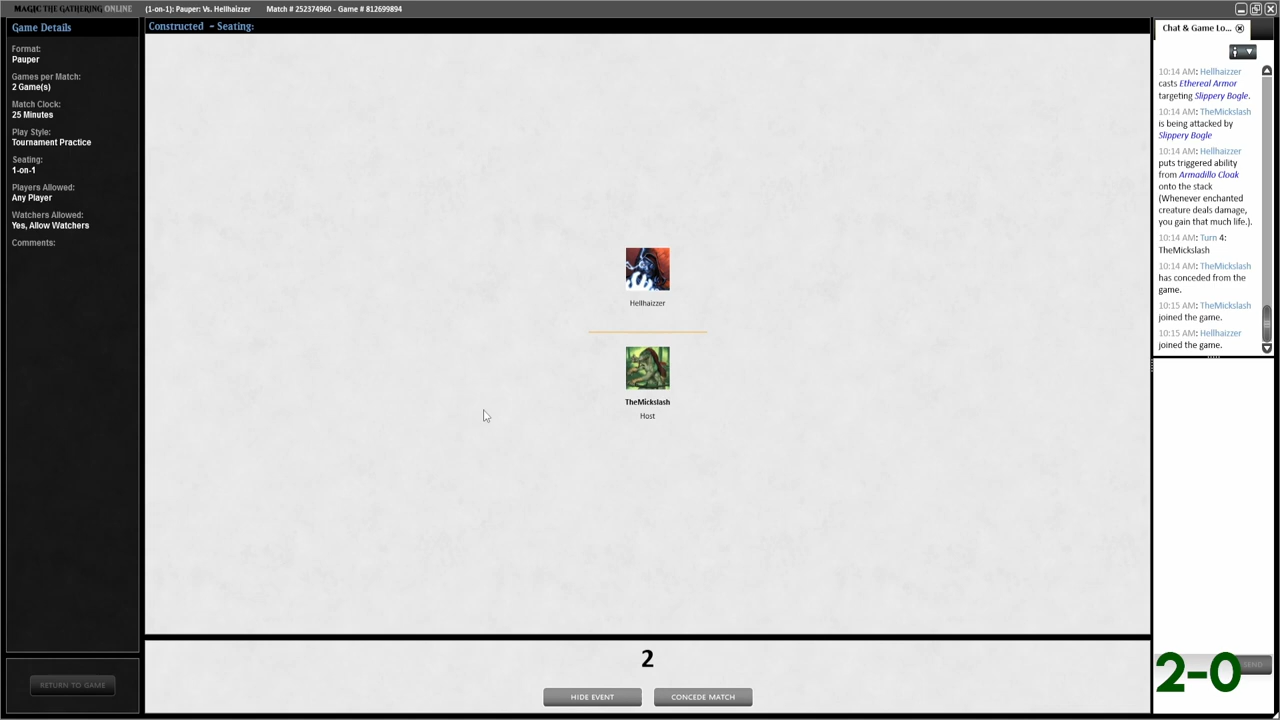 MAGIC THE GATHERING ONLINE (1-on-1): Pauper: Vs. Hellhaizzer Match # 252374960 - Game # 812699894
Game Details
Format:
Pauper
Games per Match:
2 Game(s)
Match Clock:
25 Minutes
Play Style:
Tournament Practice
Seating:
1-on-1
Players Allowed:
Any Player
Watchers Allowed:
Yes, Allow Watchers
Comments:
RETURN TO GAME
Constructed - Seating:
Hellhaizzer
TheMickslash
Host
2
HIDE EVENT CONCEDE MATCH
Chat & Game Lo...
10:14 AM: Hellhaizzer
casts Ethereal Armor
targeting Slippery Bogle.
10:14 AM: TheMickslash
is being attacked by
Slippery Bogle
10:14 AM: Hellhaizzer
puts triggered ability
from Armadillo Cloak
onto the stack
(Whenever enchanted
creature deals damage,
you gain that much life.).
10:14 AM: Turn 4:
TheMickslash
10:14 AM: TheMickslash
has conceded from the
game.
10:15 AM: TheMickslash
joined the game.
10:15 AM: Hellhaizzer
joined the game.
2-0 SEND